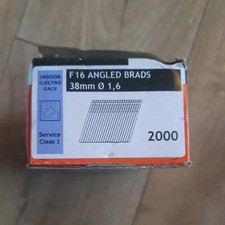 INDOOR
ELECTRO
GALV
Service
Class 1
F16 ANGLED BRADS
38mm Ø 1,6
2000